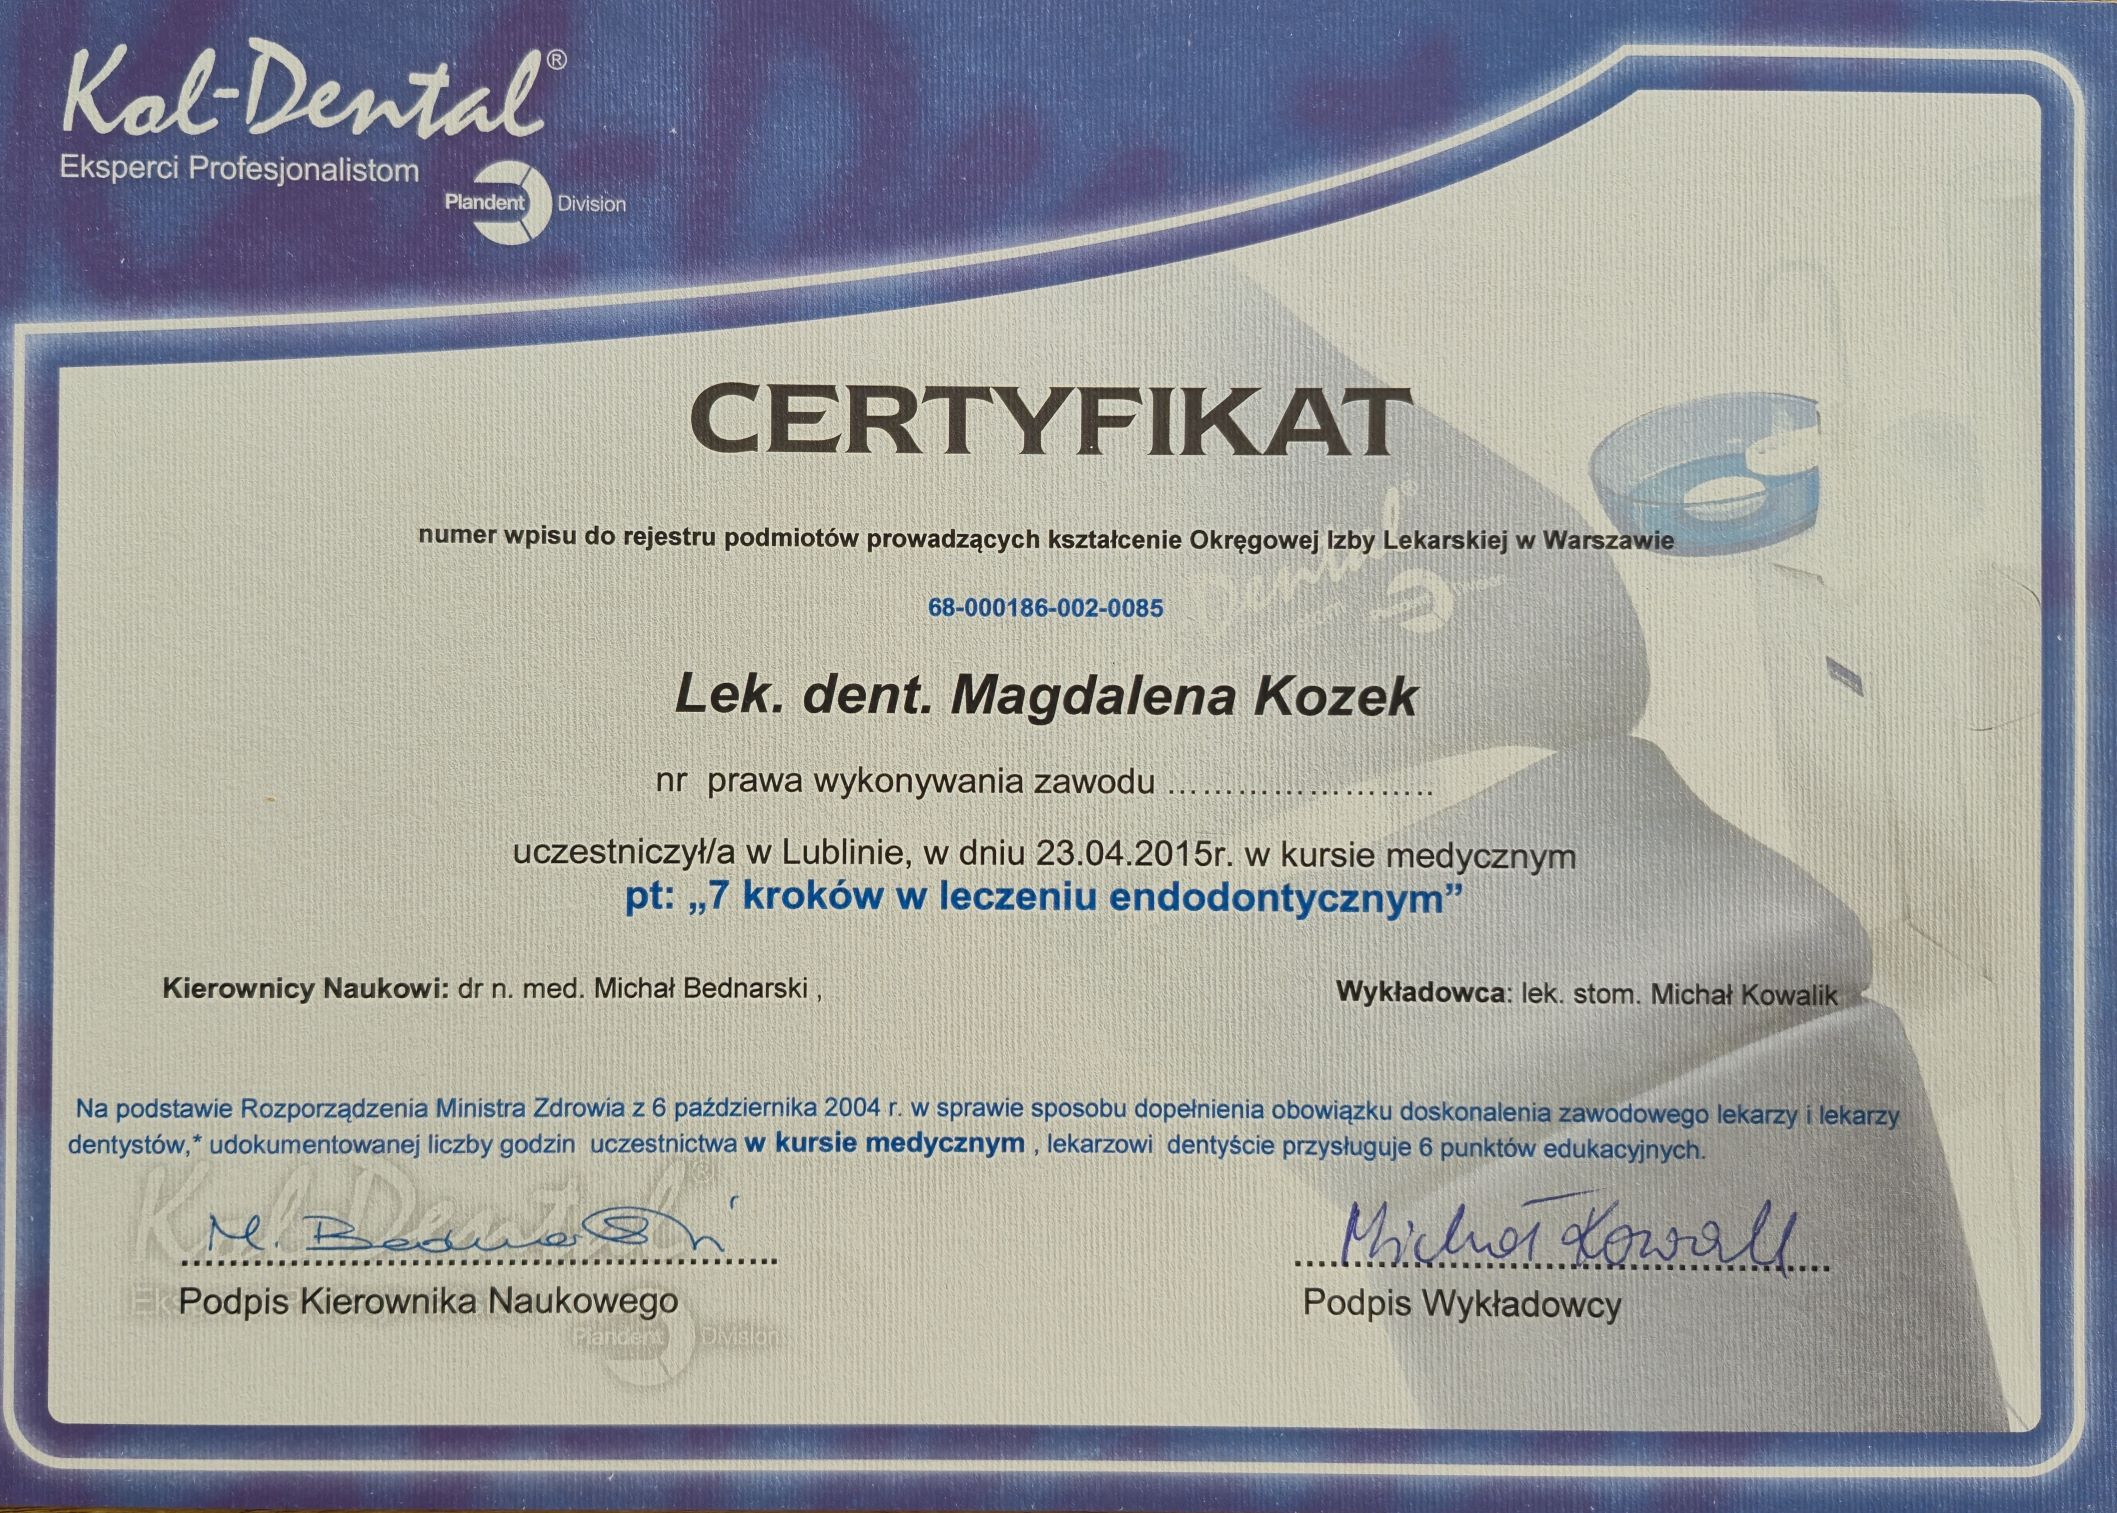 Kol-Dental®
Eksperci Profesjonalistom
Plandent Division
CERTYFIKAT
numer wpisu do rejestru podmiotów prowadzących kształcenie Okręgowej Izby Lekarskiej w Warszawie
68-000186-002-0085
Lek. dent. Magdalena Kozek
nr prawa wykonywania zawodu ……………………..
uczestniczył/a w Lublinie, w dniu 23.04.2015r. w kursie medycznym
pt: „7 kroków w leczeniu endodontycznym”
Kierownicy Naukowi: dr n. med. Michał Bednarski ,
Wykładowca: lek. stom. Michał Kowalik
Na podstawie Rozporządzenia Ministra Zdrowia z 6 października 2004 r. w sprawie sposobu dopełnienia obowiązku doskonalenia zawodowego lekarzy i lekarzy
dentystów,* udokumentowanej liczby godzin uczestnictwa w kursie medycznym , lekarzowi dentyście przysługuje 6 punktów edukacyjnych.
M. Bednarski
Michał Kowalik
Podpis Kierownika Naukowego
Podpis Wykładowcy
Kol-Dental®
Plandent Division